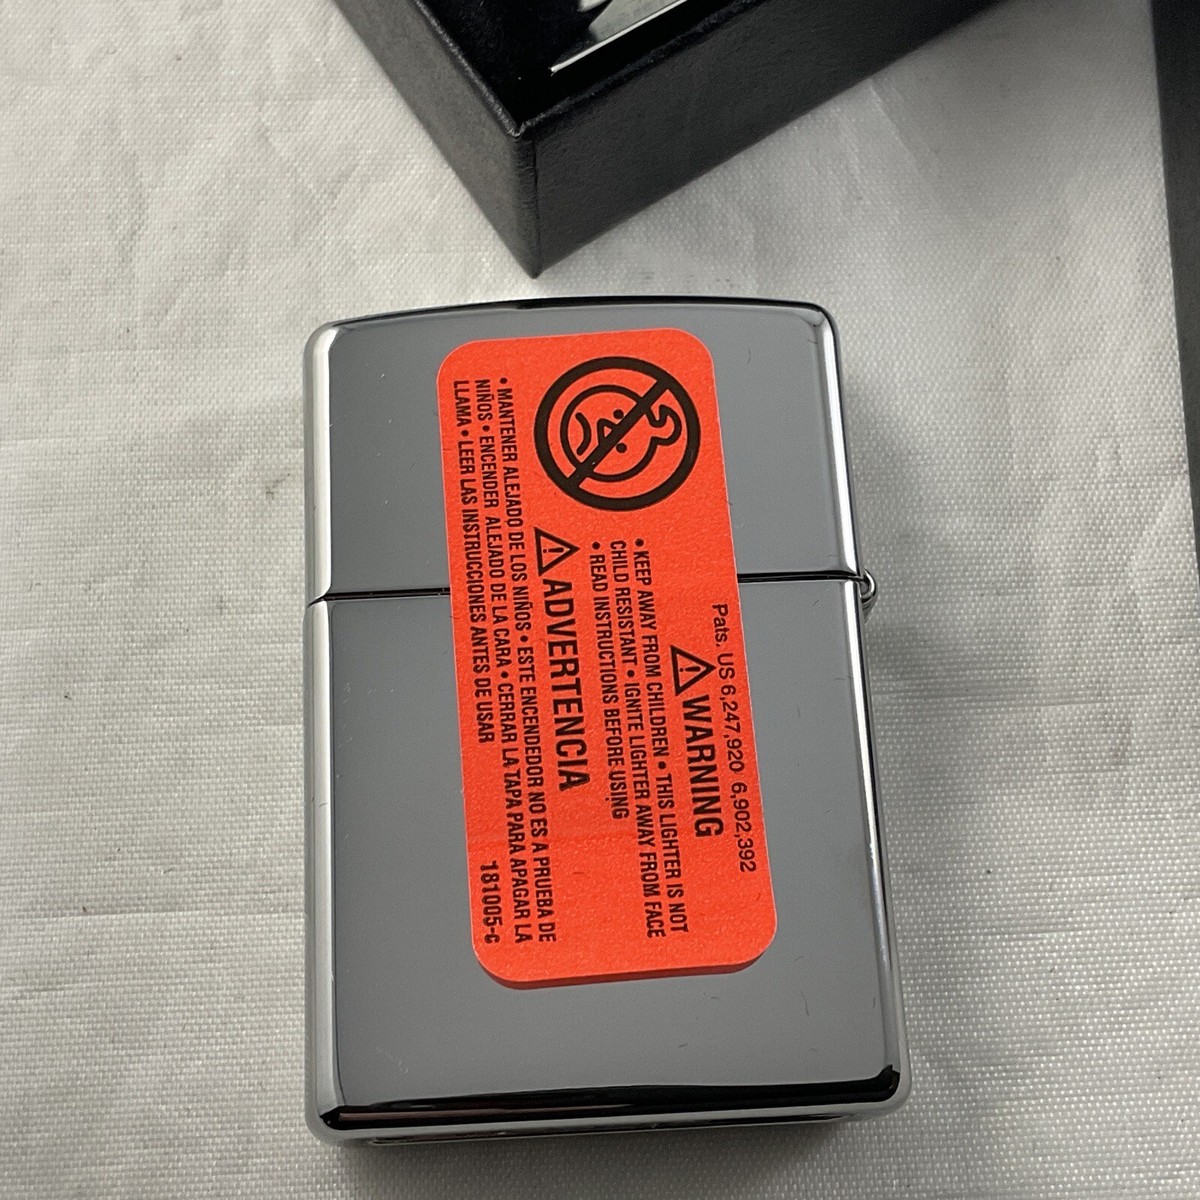 Pats. US 6,247,920 6,902,392
⚠WARNING
• KEEP AWAY FROM CHILDREN • THIS LIGHTER IS NOT
CHILD RESISTANT • IGNITE LIGHTER AWAY FROM FACE
• READ INSTRUCTIONS BEFORE USING
⚠ADVERTENCIA
• MANTENER ALEJADO DE LOS NIÑOS • ESTE ENCENDEDOR NO ES A PRUEBA DE
NIÑOS • ENCENDER ALEJADO DE LA CARA • CERRAR LA TAPA PARA APAGAR LA
LLAMA • LEER LAS INSTRUCCIONES ANTES DE USAR
181005-c